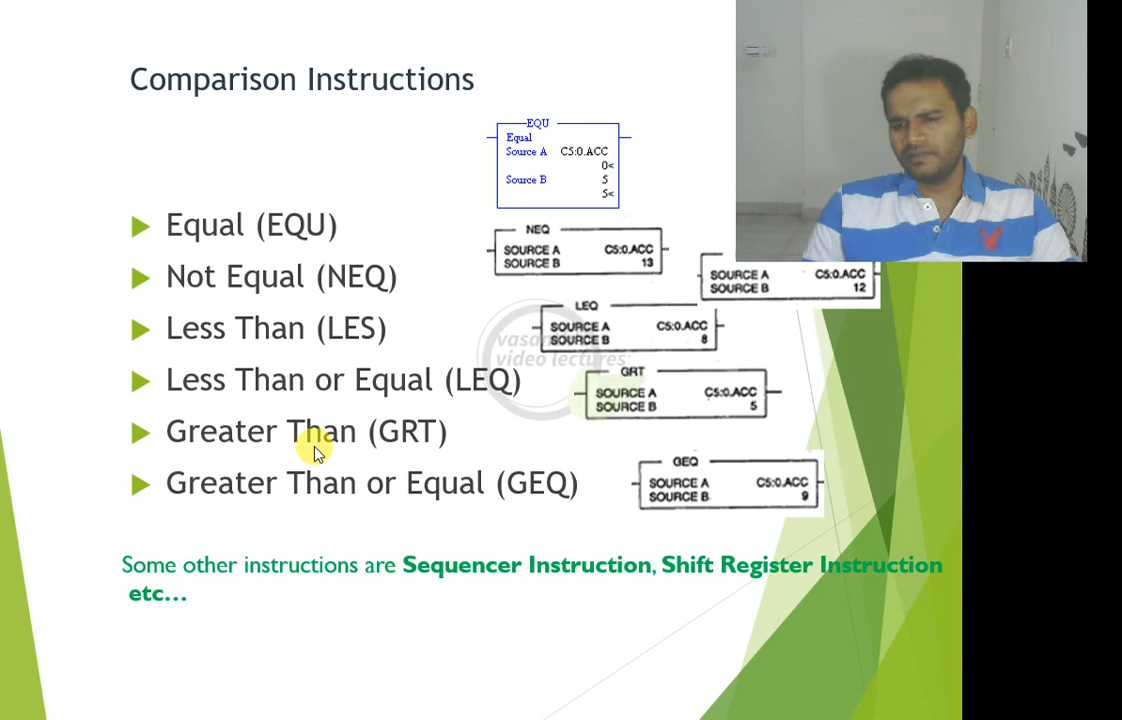 Comparison Instructions
EQU
Equal
Source A C5:0.ACC
0<
Source B 5
5<
Equal (EQU)
NEQ
SOURCE A C5:0.ACC
SOURCE B 13
Not Equal (NEQ)
SOURCE A C5:0.ACC
SOURCE B 12
Less Than (LES)
LEQ
SOURCE A C5:0.ACC
SOURCE B 8
video lectures
Less Than or Equal (LEQ)
GRT
SOURCE A C5:0.ACC
SOURCE B 5
Greater Than (GRT)
GEQ
SOURCE A C5:0.ACC
SOURCE B 9
Greater Than or Equal (GEQ)
Some other instructions are Sequencer Instruction, Shift Register Instruction
etc...